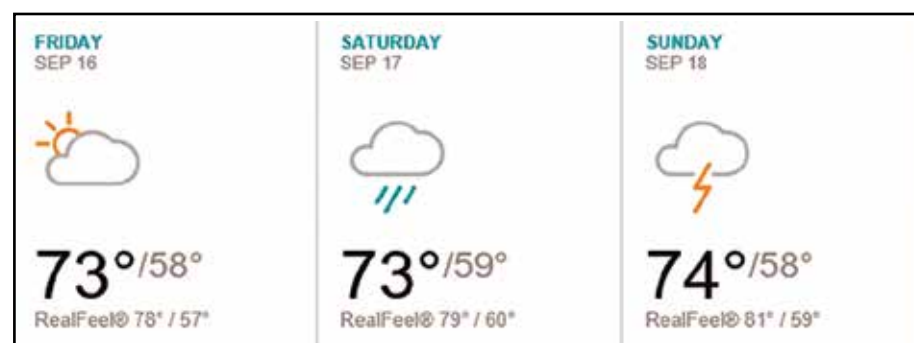 FRIDAY
SEP 16
73°/58°
RealFeel® 78° / 57°
SATURDAY
SEP 17
73°/59°
RealFeel® 79° / 60°
SUNDAY
SEP 18
74°/58°
RealFeel® 81° / 59°